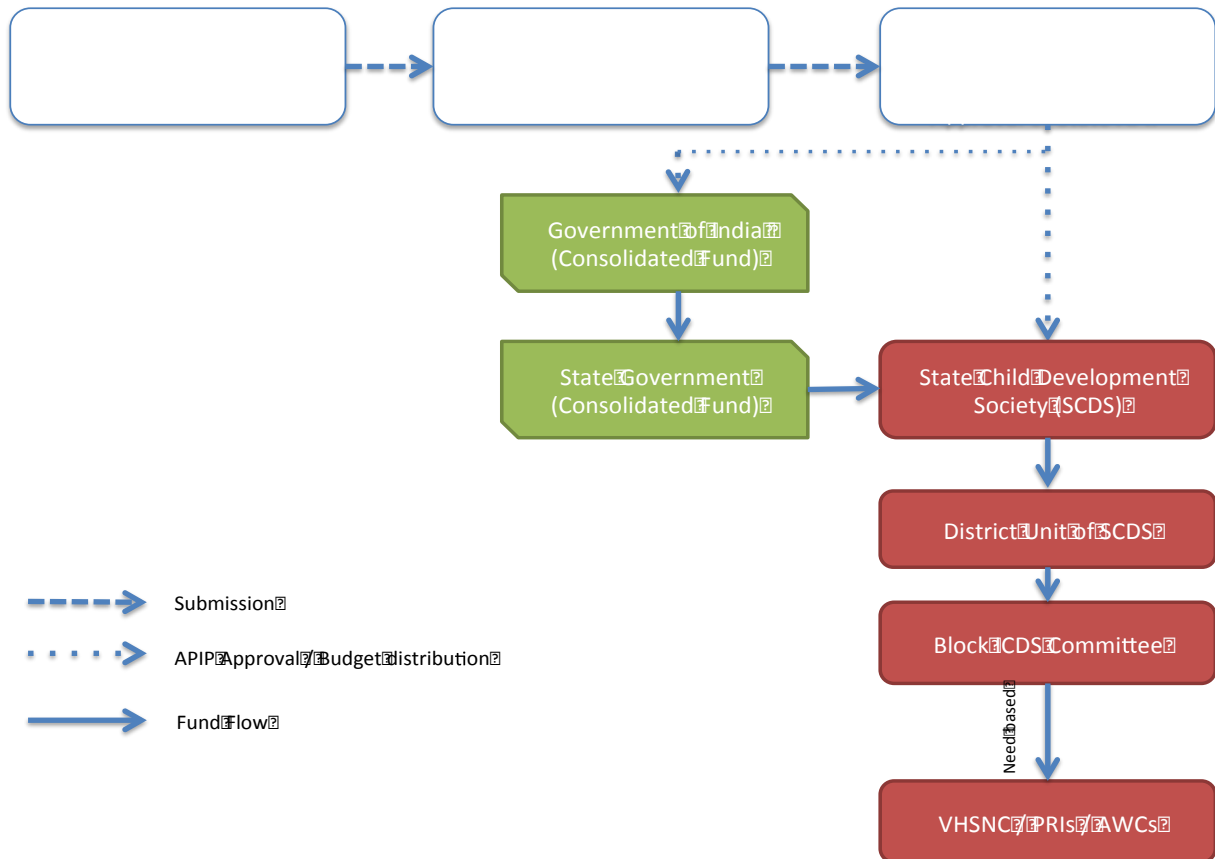 Government of India
(Consolidated Fund)
State Government
(Consolidated Fund)
State Child Development
Society (SCDS)
District Unit of SCDS
Submission
APIP Approval / Budget distribution
Block ICDS Committee
Fund Flow
Need based
VHSNC / PRIs / AWCs